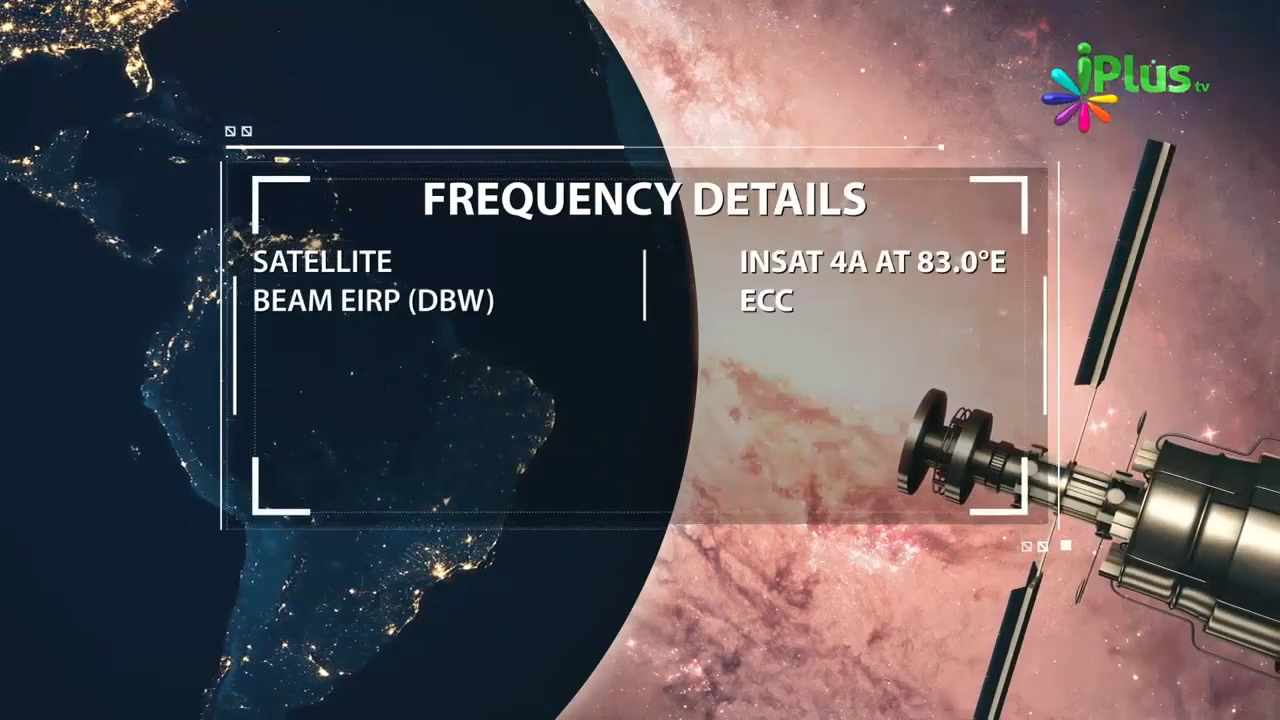 iPlus tv
FREQUENCY DETAILS
SATELLITE INSAT 4A AT 83.0°E
BEAM EIRP (DBW) ECC